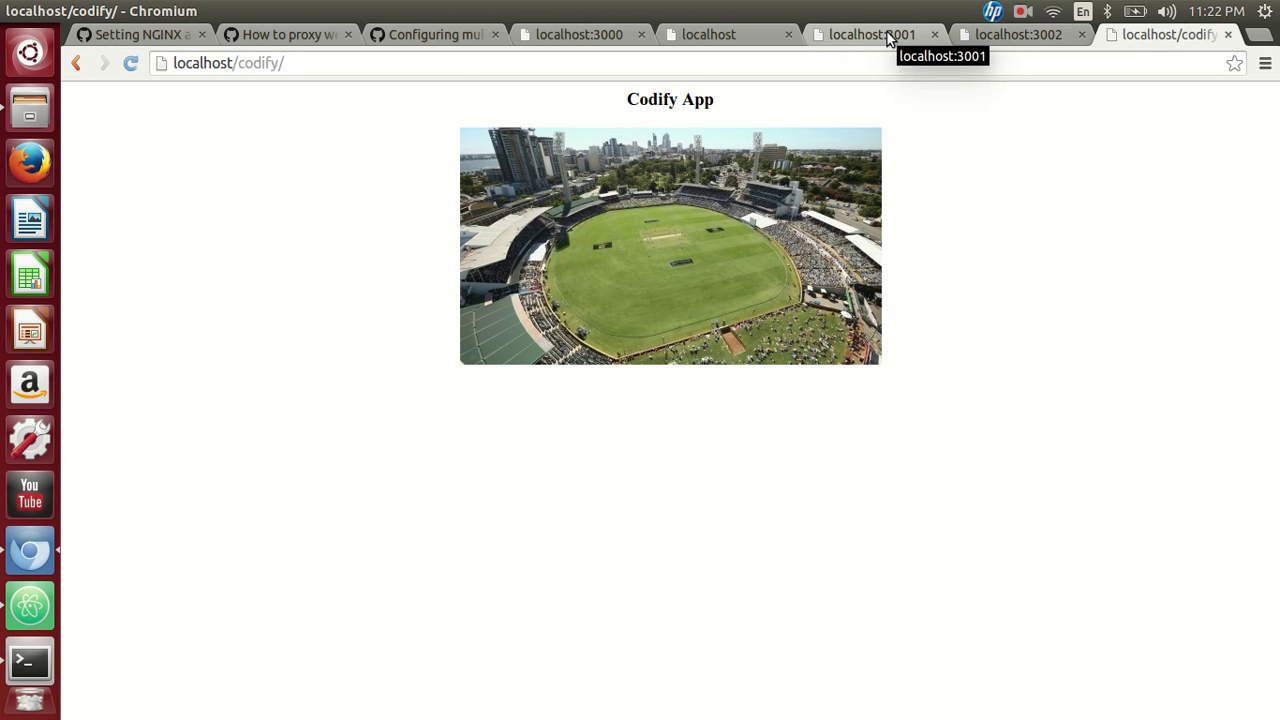 localhost/codify/ - Chromium
En
11:22 PM
Setting NGINX a
How to proxy we
Configuring mul
localhost:3000
localhost
localhost:3001
localhost:3002
localhost/codify/
localhost/codify/
localhost:3001
Codify App
You
Tube